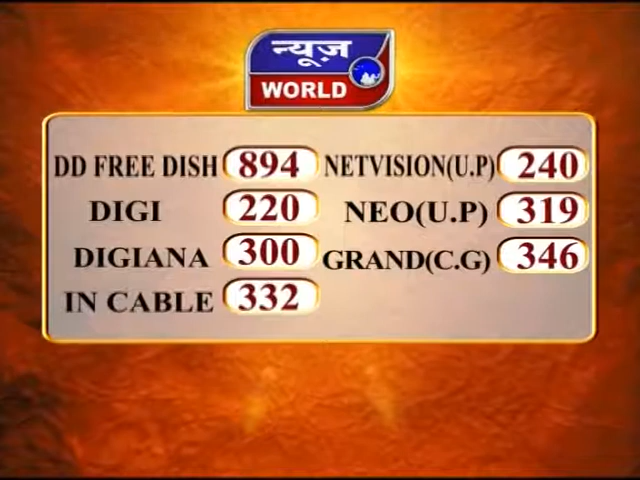 न्यूज़
WORLD
DD FREE DISH 894 NETVISION(U.P) 240
DIGI 220 NEO(U.P) 319
DIGIANA 300 GRAND(C.G) 346
IN CABLE 332